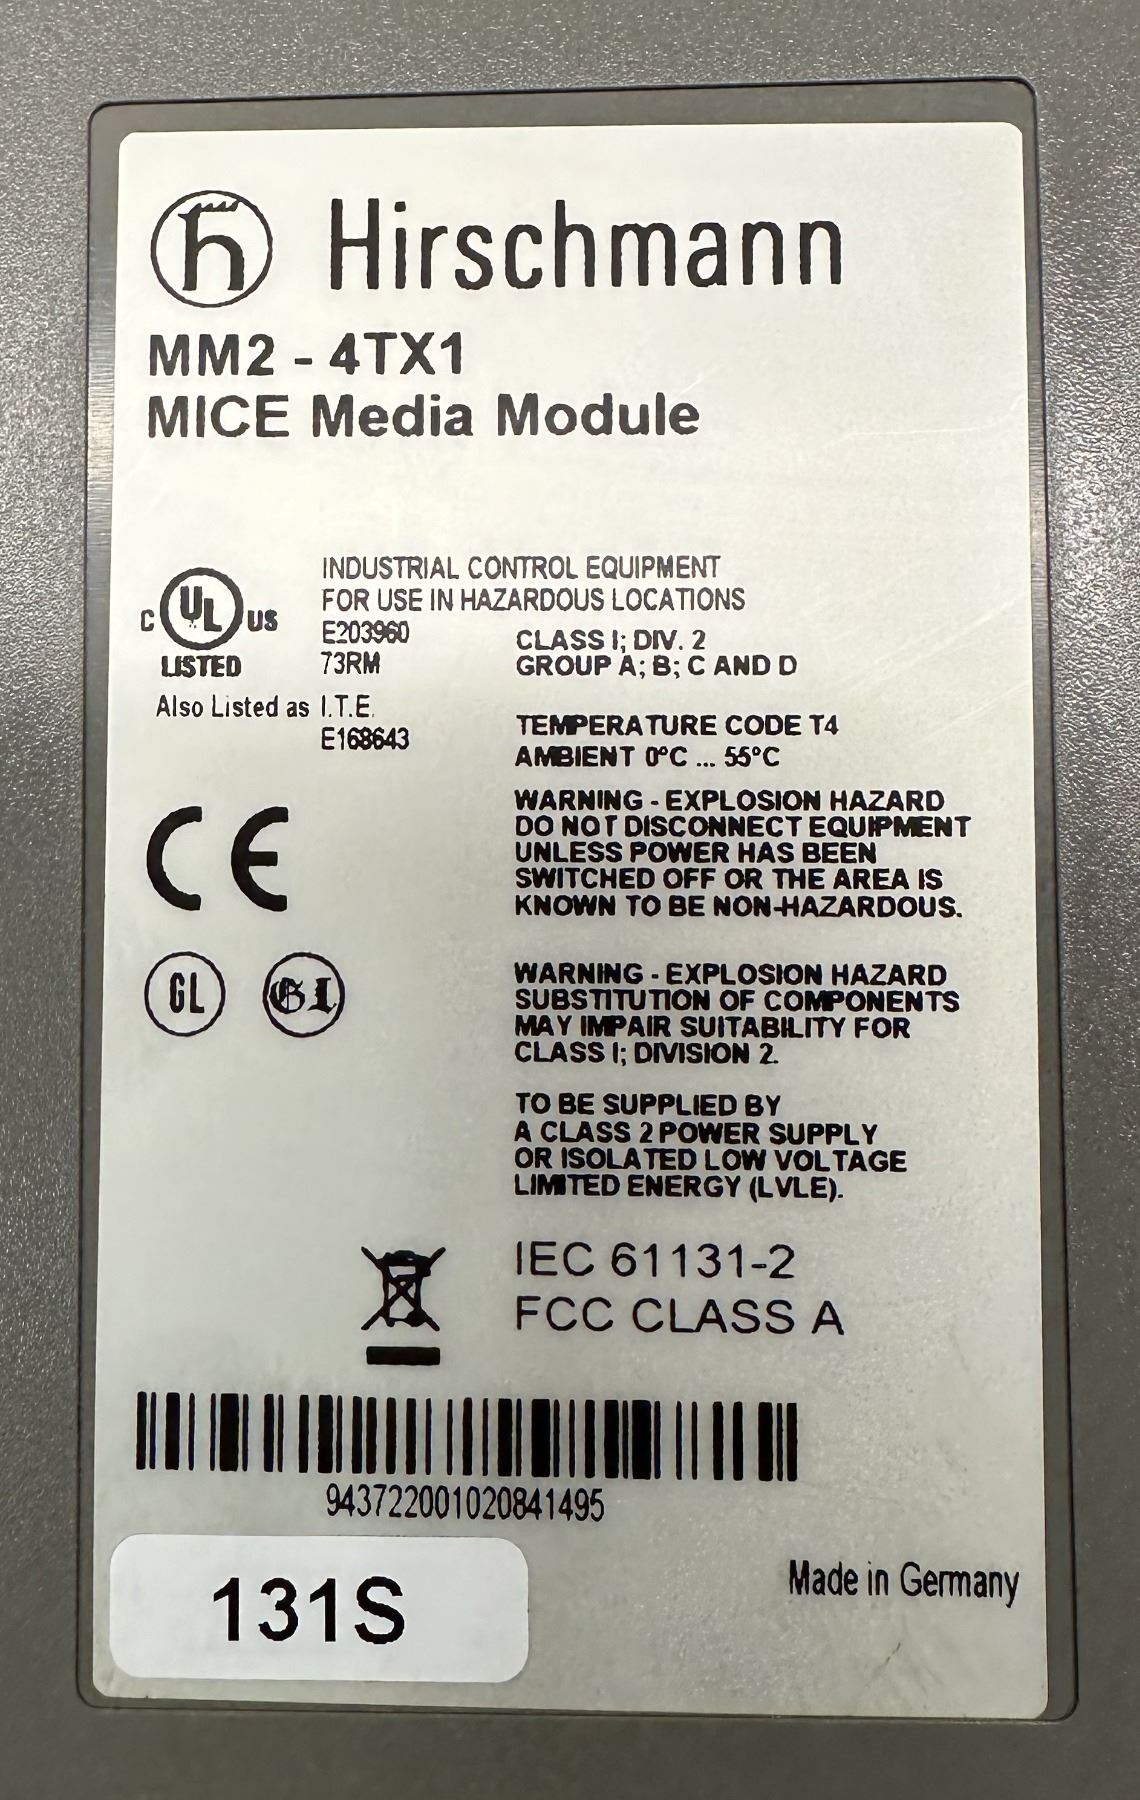 Hirschmann
MM2 - 4TX1
MICE Media Module
C UL US
LISTED
INDUSTRIAL CONTROL EQUIPMENT
FOR USE IN HAZARDOUS LOCATIONS
E203960
73RM
CLASS I; DIV. 2
GROUP A; B; C AND D
Also Listed as I.T.E.
E168643
TEMPERATURE CODE T4
AMBIENT 0°C ... 55°C
WARNING - EXPLOSION HAZARD
DO NOT DISCONNECT EQUIPMENT
UNLESS POWER HAS BEEN
SWITCHED OFF OR THE AREA IS
KNOWN TO BE NON-HAZARDOUS.
CE
GL GL
WARNING - EXPLOSION HAZARD
SUBSTITUTION OF COMPONENTS
MAY IMPAIR SUITABILITY FOR
CLASS I; DIVISION 2.
TO BE SUPPLIED BY
A CLASS 2 POWER SUPPLY
OR ISOLATED LOW VOLTAGE
LIMITED ENERGY (LVLE).
IEC 61131-2
FCC CLASS A
943722001020841495
131S
Made in Germany